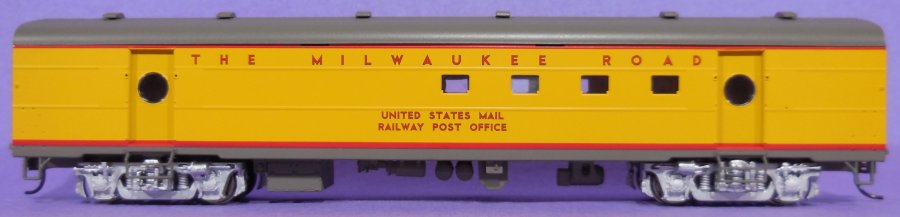 THE MILWAUKEE ROAD
UNITED STATES MAIL
RAILWAY POST OFFICE